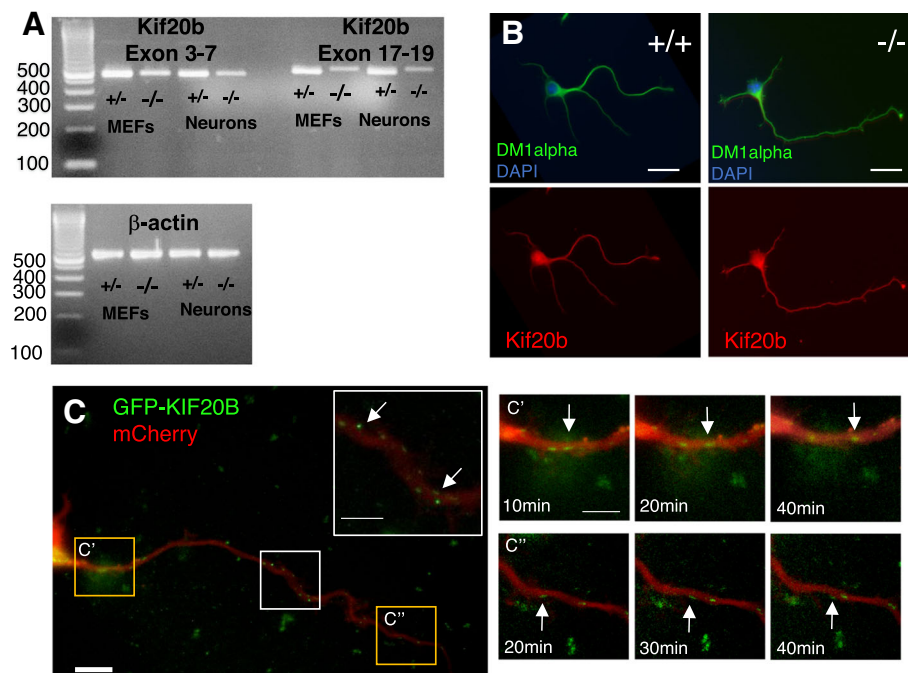 A
Kif20b
Exon 3-7
Kif20b
Exon 17-19
500
400
300
200
100
+/- -/- +/- -/-
MEFs Neurons
+/- -/- +/- -/-
MEFs Neurons
β-actin
500
400
300
200
100
+/- -/- +/- -/-
MEFs Neurons
B
+/+
-/-
DM1alpha
DAPI
DM1alpha
DAPI
Kif20b
Kif20b
C
GFP-KIF20B
mCherry
C'
C''
C'
10min
20min
40min
C''
20min
30min
40min